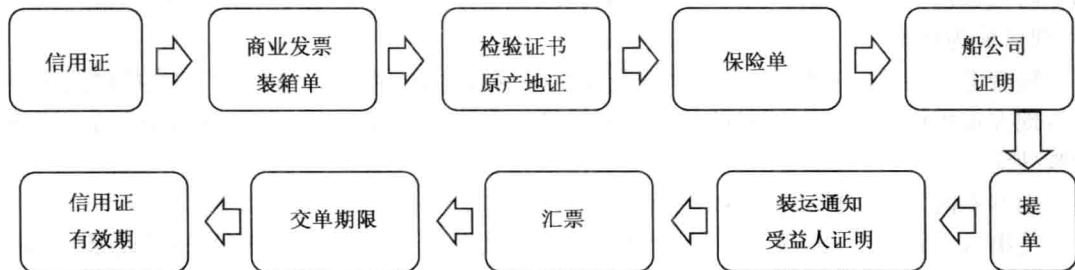 信用证
商业发票
装箱单
检验证书
原产地证
保险单
船公司
证明
提
单
装运通知
受益人证明
汇票
交单期限
信用证
有效期